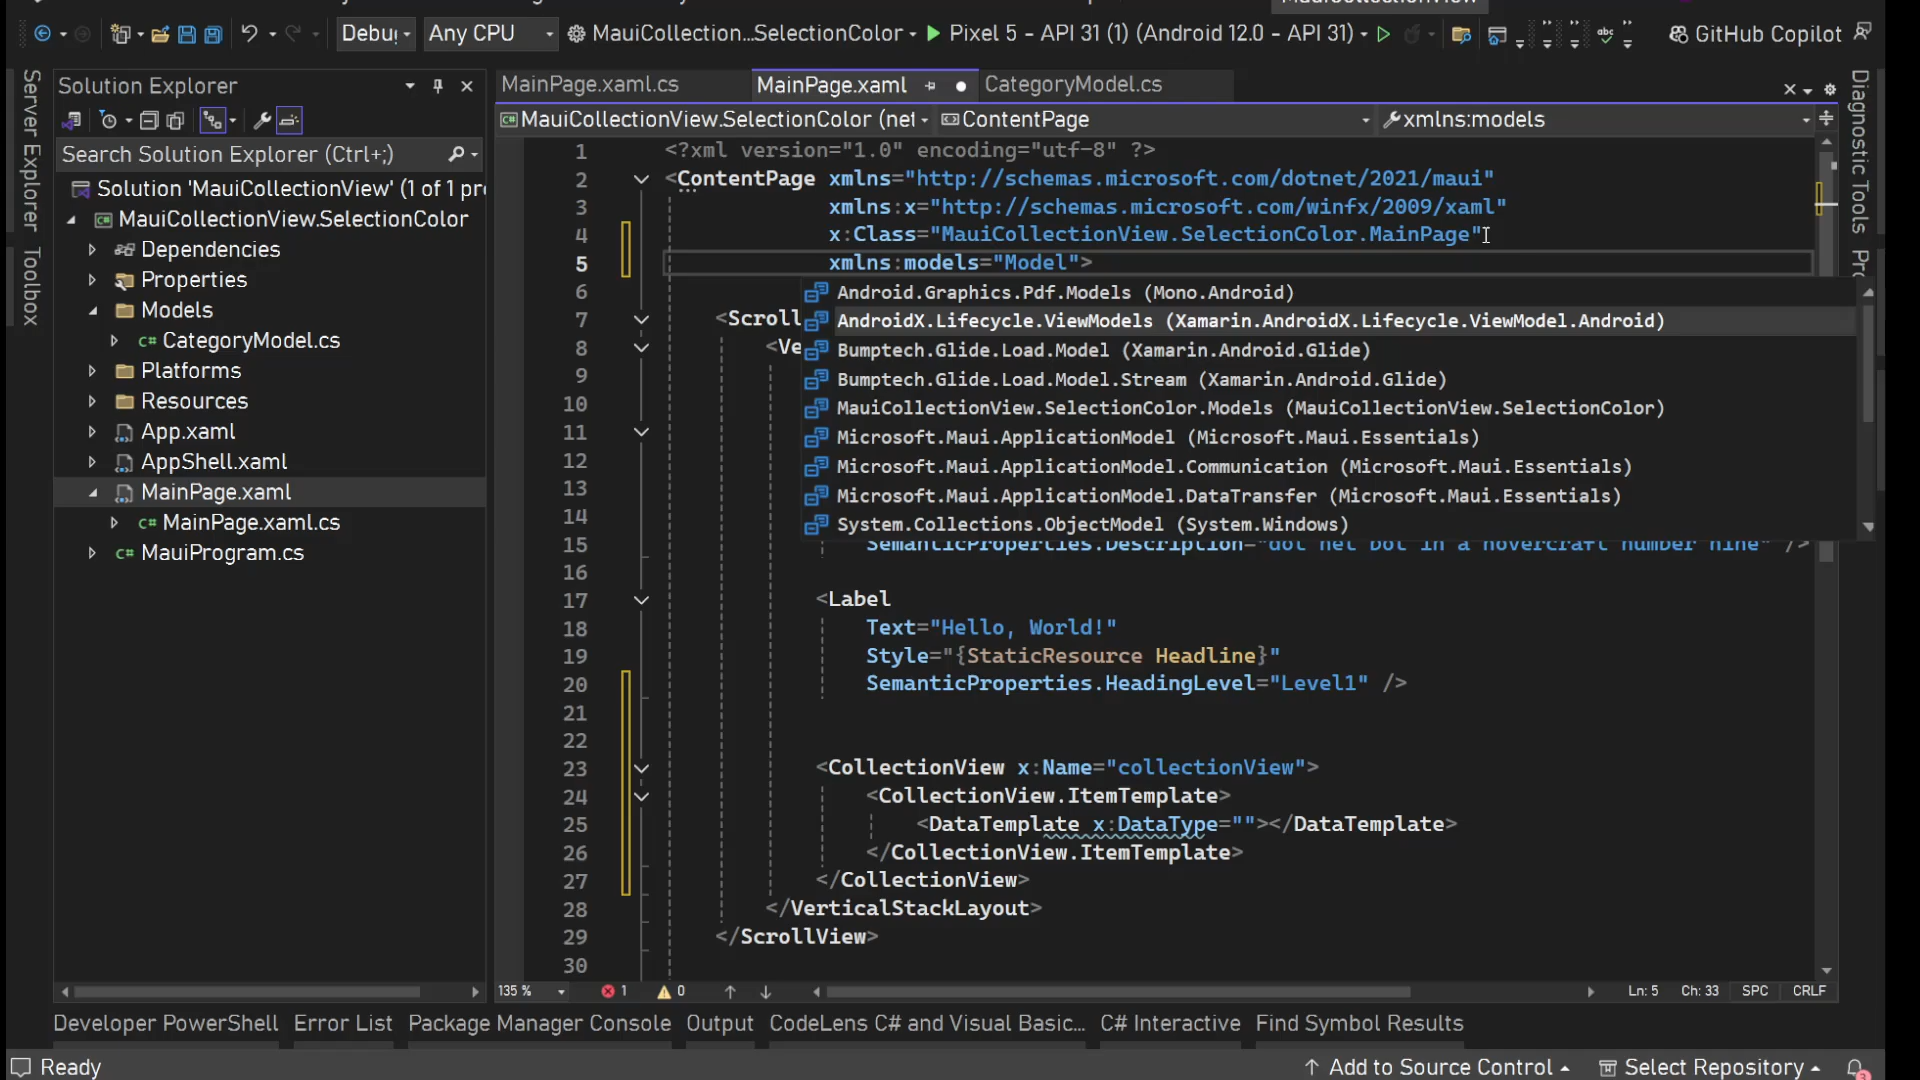 Debu
Any CPU
MauiCollection...SelectionColor
Pixel 5 - API 31 (1) (Android 12.0 - API 31)
GitHub Copilot
Server Explorer
Toolbox
Solution Explorer
Search Solution Explorer (Ctrl+;)
Solution 'MauiCollectionView' (1 of 1 pr
MauiCollectionView.SelectionColor
Dependencies
Properties
Models
C# CategoryModel.cs
Platforms
Resources
App.xaml
AppShell.xaml
MainPage.xaml
C# MainPage.xaml.cs
C# MauiProgram.cs
MainPage.xaml.cs
MainPage.xaml
CategoryModel.cs
MauiCollectionView.SelectionColor (net
ContentPage
xmlns:models
1 <?xml version="1.0" encoding="utf-8" ?>
2 <ContentPage xmlns="http://schemas.microsoft.com/dotnet/2021/maui"
3 xmlns:x="http://schemas.microsoft.com/winfx/2009/xaml"
4 x:Class="MauiCollectionView.SelectionColor.MainPage"
5 xmlns:models="Model">
6
7 <Scroll
8 <Ve
9
10
11
12
13
14
Android.Graphics.Pdf.Models (Mono.Android)
AndroidX.Lifecycle.ViewModels (Xamarin.AndroidX.Lifecycle.ViewModel.Android)
Bumptech.Glide.Load.Model (Xamarin.Android.Glide)
Bumptech.Glide.Load.Model.Stream (Xamarin.Android.Glide)
MauiCollectionView.SelectionColor.Models (MauiCollectionView.SelectionColor)
Microsoft.Maui.ApplicationModel (Microsoft.Maui.Essentials)
Microsoft.Maui.ApplicationModel.Communication (Microsoft.Maui.Essentials)
Microsoft.Maui.ApplicationModel.DataTransfer (Microsoft.Maui.Essentials)
System.Collections.ObjectModel (System.Windows)
15 SemanticProperties.Description="dot net bot in a hovercraft number nine" />
16
17 <Label
18 Text="Hello, World!"
19 Style="{StaticResource Headline}"
20 SemanticProperties.HeadingLevel="Level1" />
21
22
23 <CollectionView x:Name="collectionView">
24 <CollectionView.ItemTemplate>
25 <DataTemplate x:DataType=""></DataTemplate>
26 </CollectionView.ItemTemplate>
27 </CollectionView>
28 </VerticalStackLayout>
29 </ScrollView>
30
135 %
1
0
Ln: 5 Ch: 33 SPC CRLF
Diagnostic Tools
Developer PowerShell Error List Package Manager Console Output CodeLens C# and Visual Basic... C# Interactive Find Symbol Results
Ready
Add to Source Control
Select Repository
3